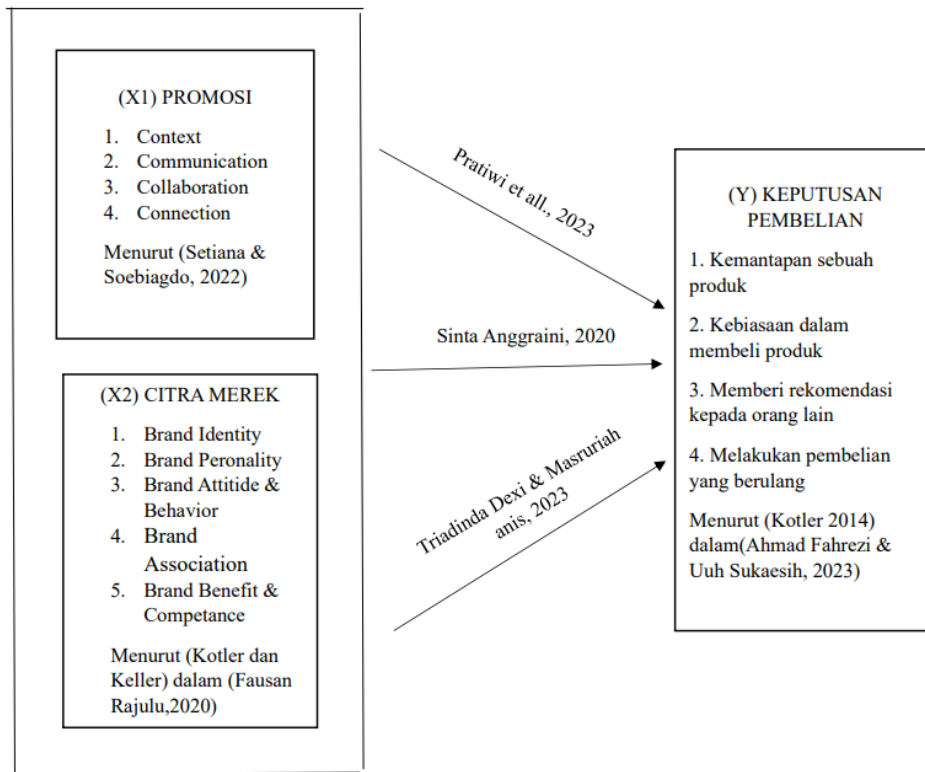 (X1) PROMOSI
1. Context
2. Communication
3. Collaboration
4. Connection
Menurut (Setiana &
Soebiagdo, 2022)
(X2) CITRA MEREK
1. Brand Identity
2. Brand Peronality
3. Brand Attitide &
Behavior
4. Brand
Association
5. Brand Benefit &
Competance
Menurut (Kotler dan
Keller) dalam (Fausan
Rajulu,2020)
Pratiwi et all., 2023
Sinta Anggraini, 2020
Triadinda Dexi & Masruriah
anis, 2023
(Y) KEPUTUSAN
PEMBELIAN
1. Kemantapan sebuah
produk
2. Kebiasaan dalam
membeli produk
3. Memberi rekomendasi
kepada orang lain
4. Melakukan pembelian
yang berulang
Menurut (Kotler 2014)
dalam(Ahmad Fahrezi &
Uuh Sukaesih, 2023)